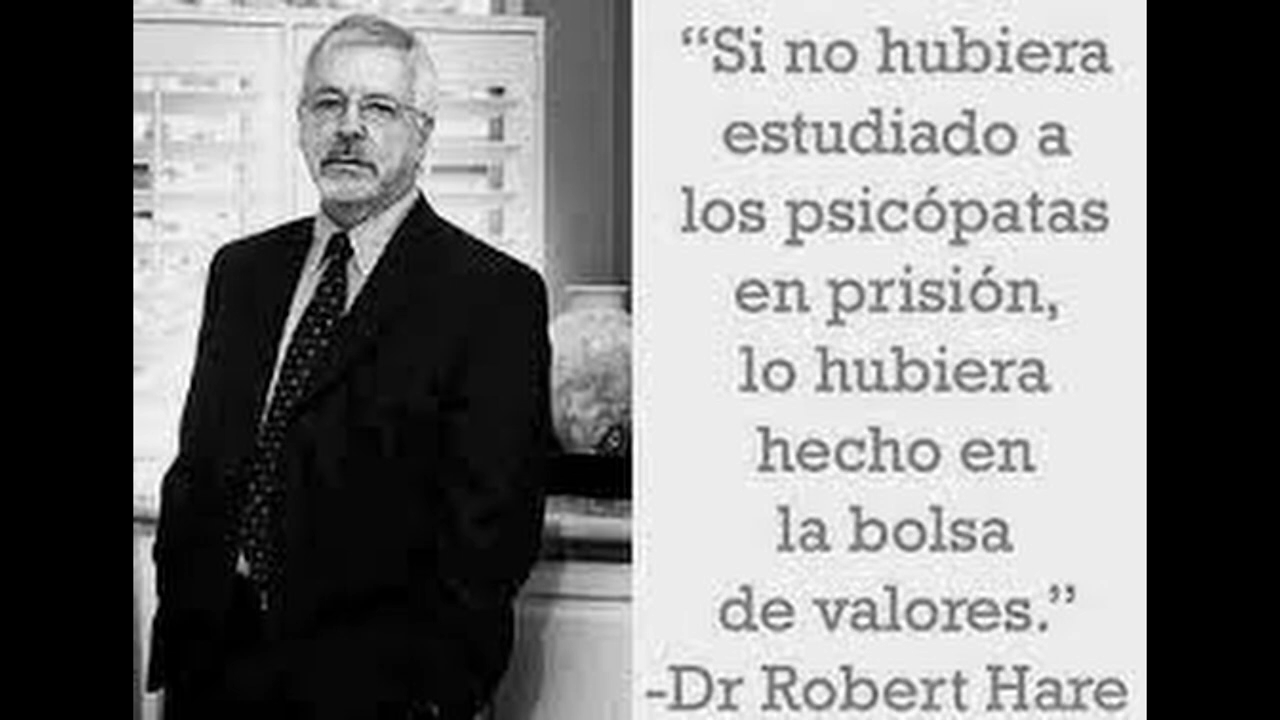 “Si no hubiera
estudiado a
los psicópatas
en prisión,
lo hubiera
hecho en
la bolsa
de valores.”
-Dr Robert Hare